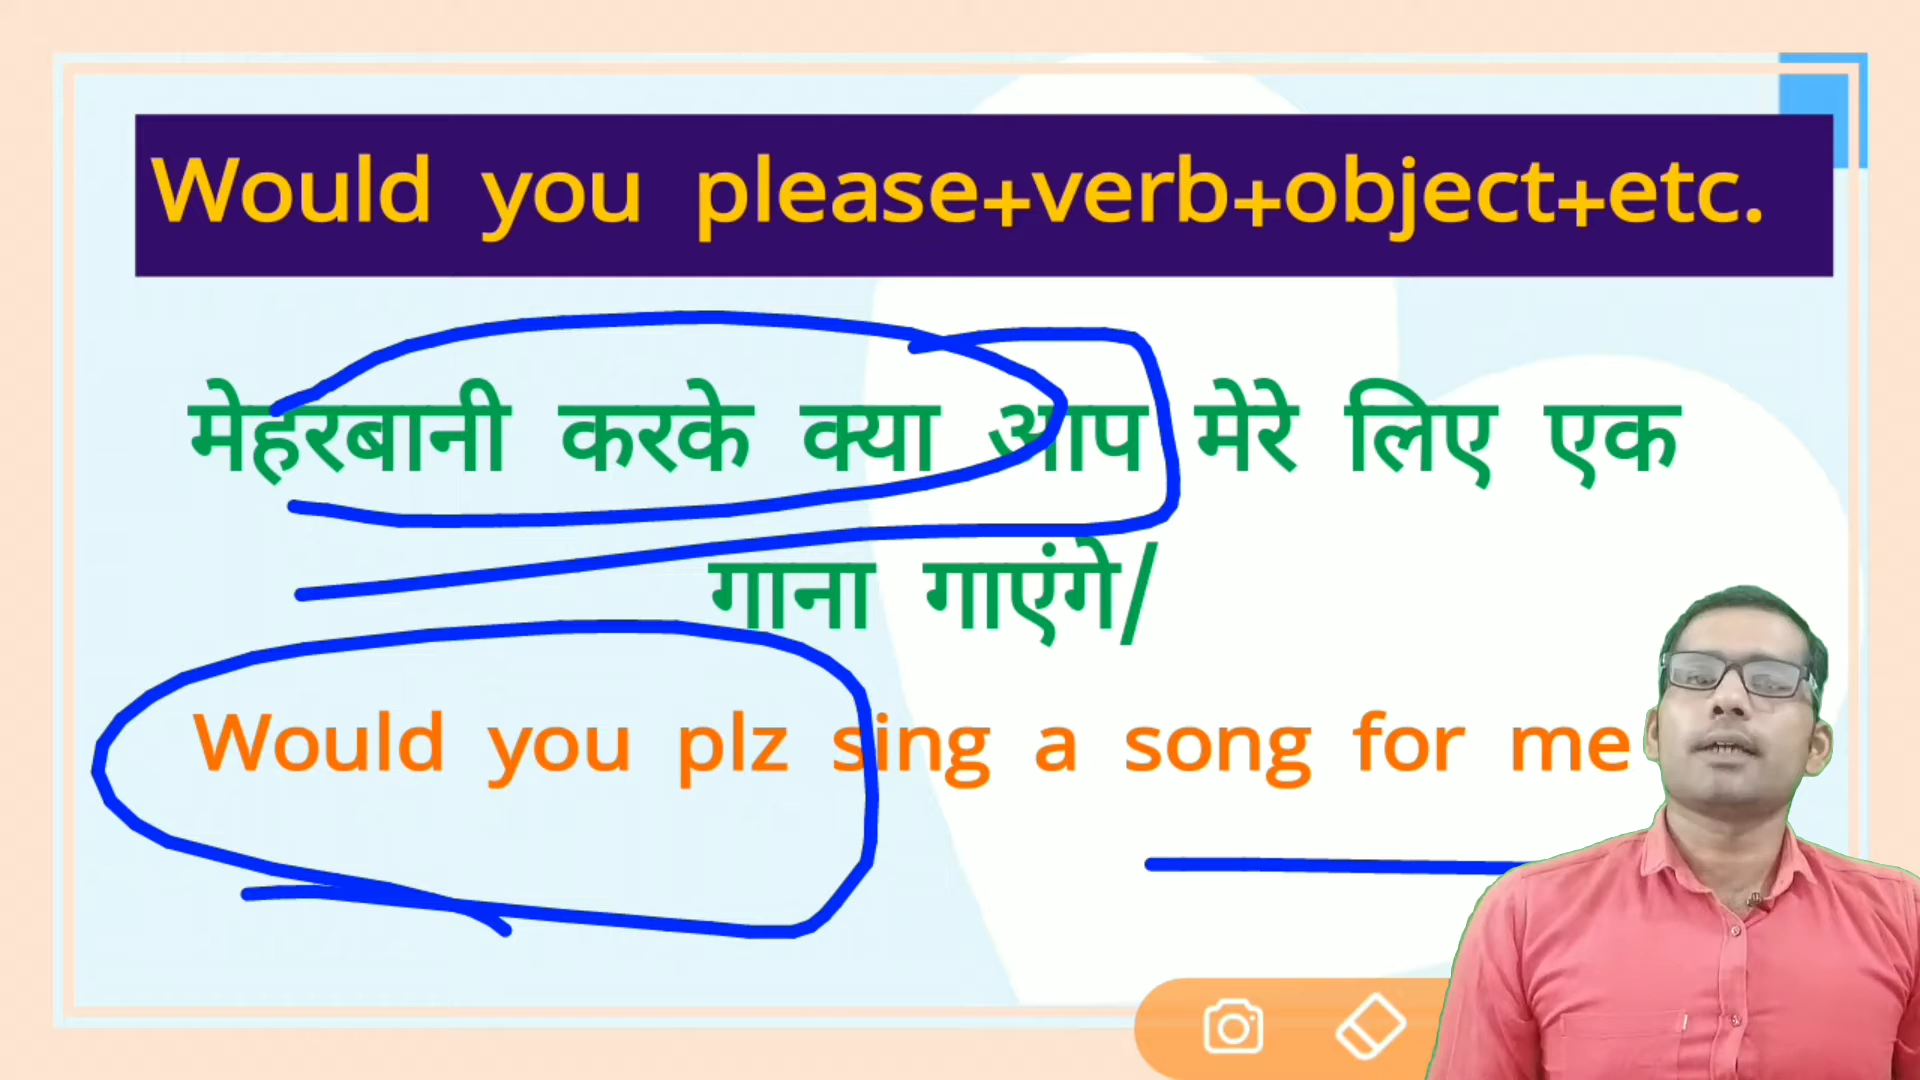 Would you please+verb+object+etc.
मेहरबानी करके क्या आप मेरे लिए एक
गाना गाएंगे/
Would you plz sing a song for me